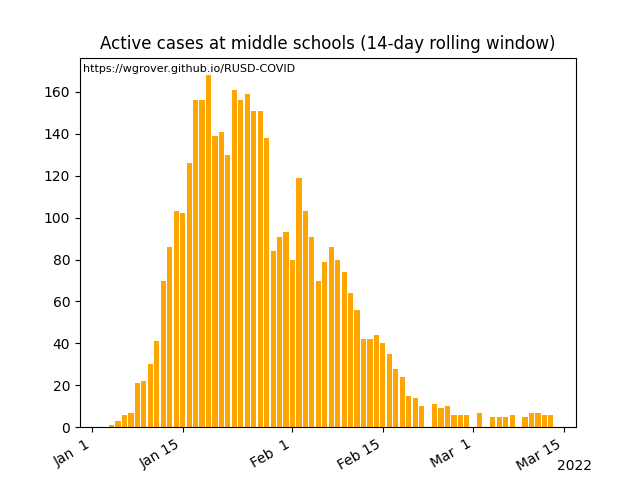 Active cases at middle schools (14-day rolling window)
https://wgrover.github.io/RUSD-COVID
160
140
120
100
80
60
40
20
0
Jan 1
Jan 15
Feb 1
Feb 15
Mar 1
Mar 15
2022